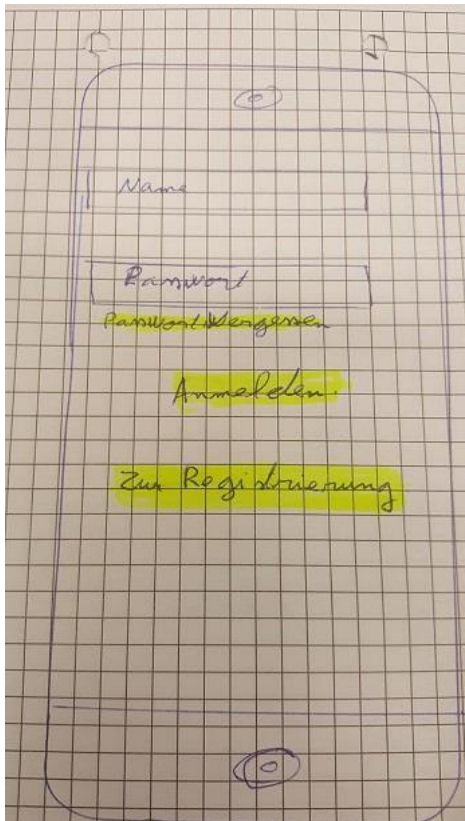 Name
Passwort
Passwort Vergessen
Anmelden.
Zur Registrierung